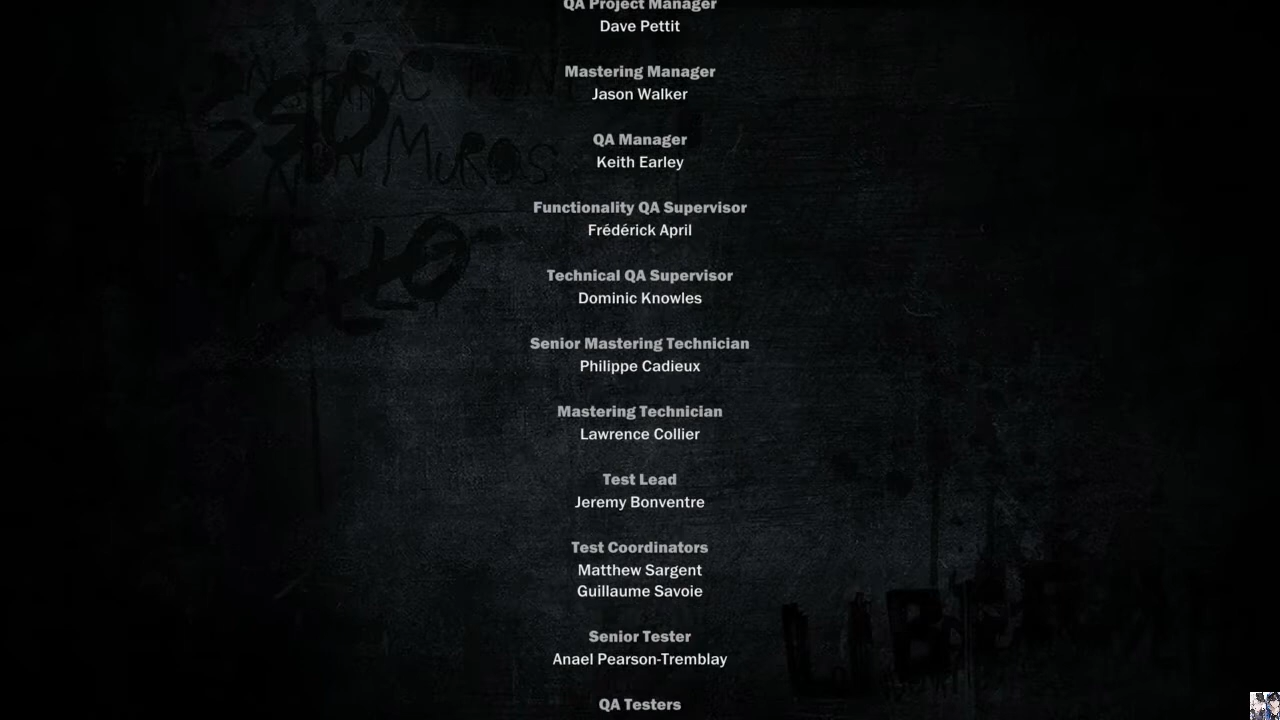 QA Project Manager
Dave Pettit
Mastering Manager
Jason Walker
QA Manager
Keith Earley
Functionality QA Supervisor
Frédérick April
Technical QA Supervisor
Dominic Knowles
Senior Mastering Technician
Philippe Cadieux
Mastering Technician
Lawrence Collier
Test Lead
Jeremy Bonventre
Test Coordinators
Matthew Sargent
Guillaume Savoie
Senior Tester
Anael Pearson-Tremblay
QA Testers
MUROS